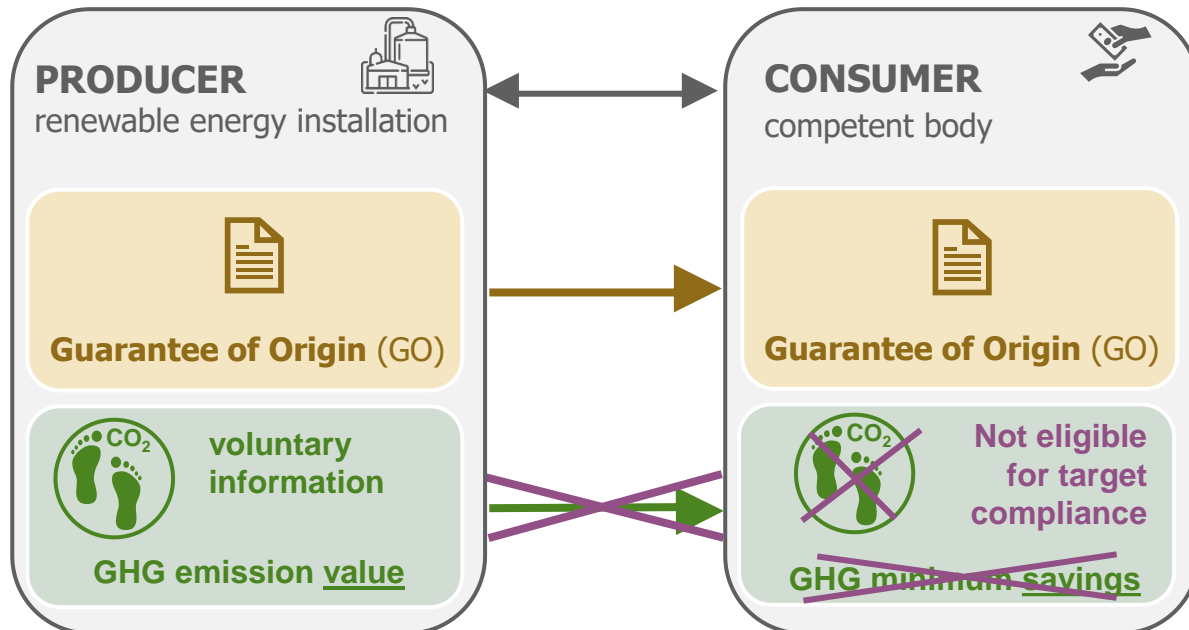 PRODUCER
renewable energy installation
Guarantee of Origin (GO)
CO₂
voluntary
information
GHG emission value
CONSUMER
competent body
Guarantee of Origin (GO)
CO₂
Not eligible
for target
compliance
GHG minimum savings